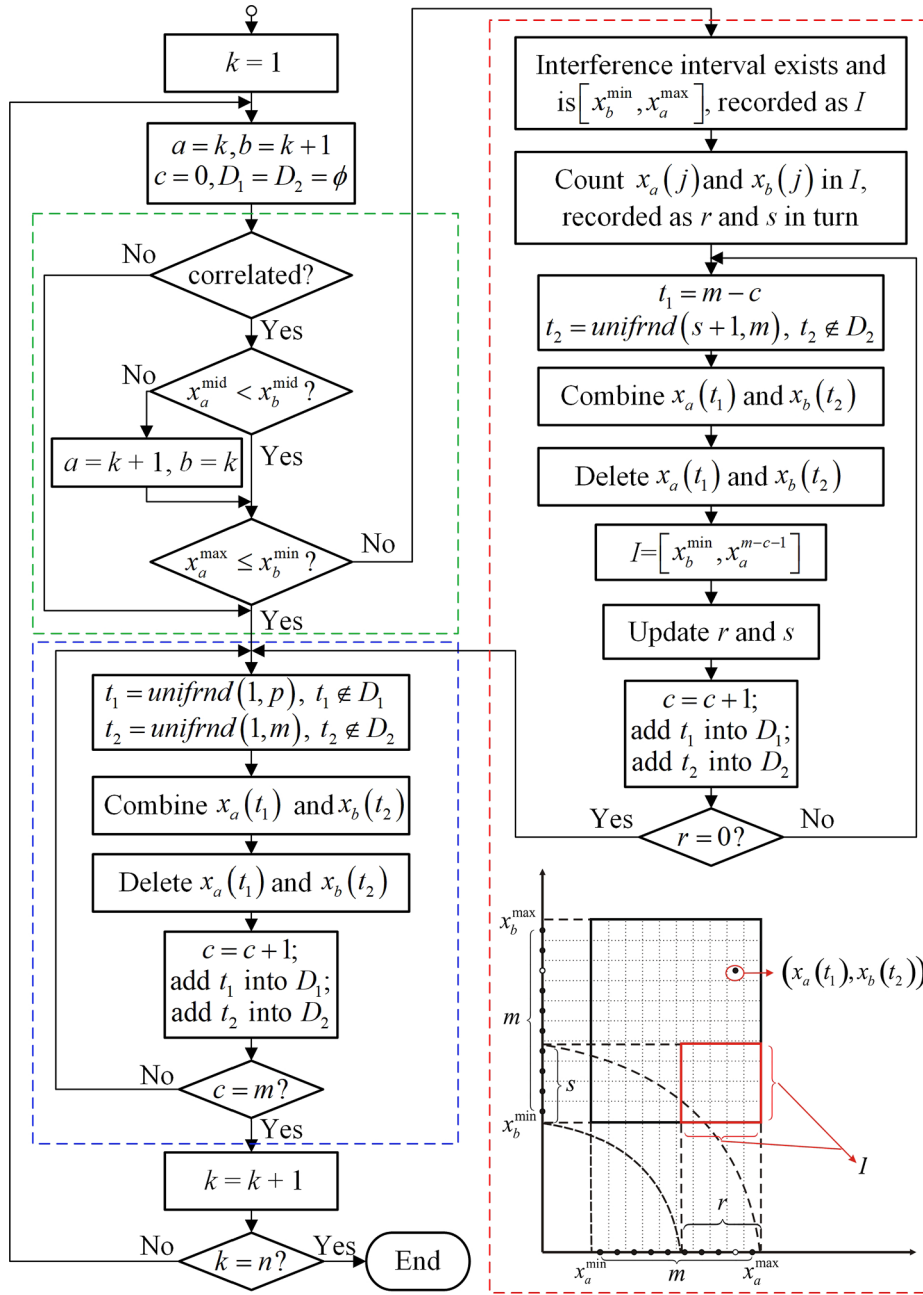 k = 1
a = k, b = k + 1
c = 0, D₁ = D₂ = ϕ
correlated?
No
Yes
x_a^mid < x_b^mid ?
No
Yes
a = k + 1, b = k
x_a^max ≤ x_b^min ?
No
Yes
t₁ = unifrnd(1, p), t₁ ∉ D₁
t₂ = unifrnd(1, m), t₂ ∉ D₂
Combine x_a(t₁) and x_b(t₂)
Delete x_a(t₁) and x_b(t₂)
c = c + 1;
add t₁ into D₁;
add t₂ into D₂
c = m?
No
Yes
k = k + 1
k = n?
No
Yes
End
Interference interval exists and
is [x_b^min, x_a^max], recorded as I
Count x_a(j) and x_b(j) in I,
recorded as r and s in turn
t₁ = m − c
t₂ = unifrnd(s + 1, m), t₂ ∉ D₂
Combine x_a(t₁) and x_b(t₂)
Delete x_a(t₁) and x_b(t₂)
I=[x_b^min, x_a^{m−c−1}]
Update r and s
c = c + 1;
add t₁ into D₁;
add t₂ into D₂
r = 0?
Yes
No
x_b^max
(x_a(t₁), x_b(t₂))
m
s
x_b^min
I
r
x_a^min
m
x_a^max